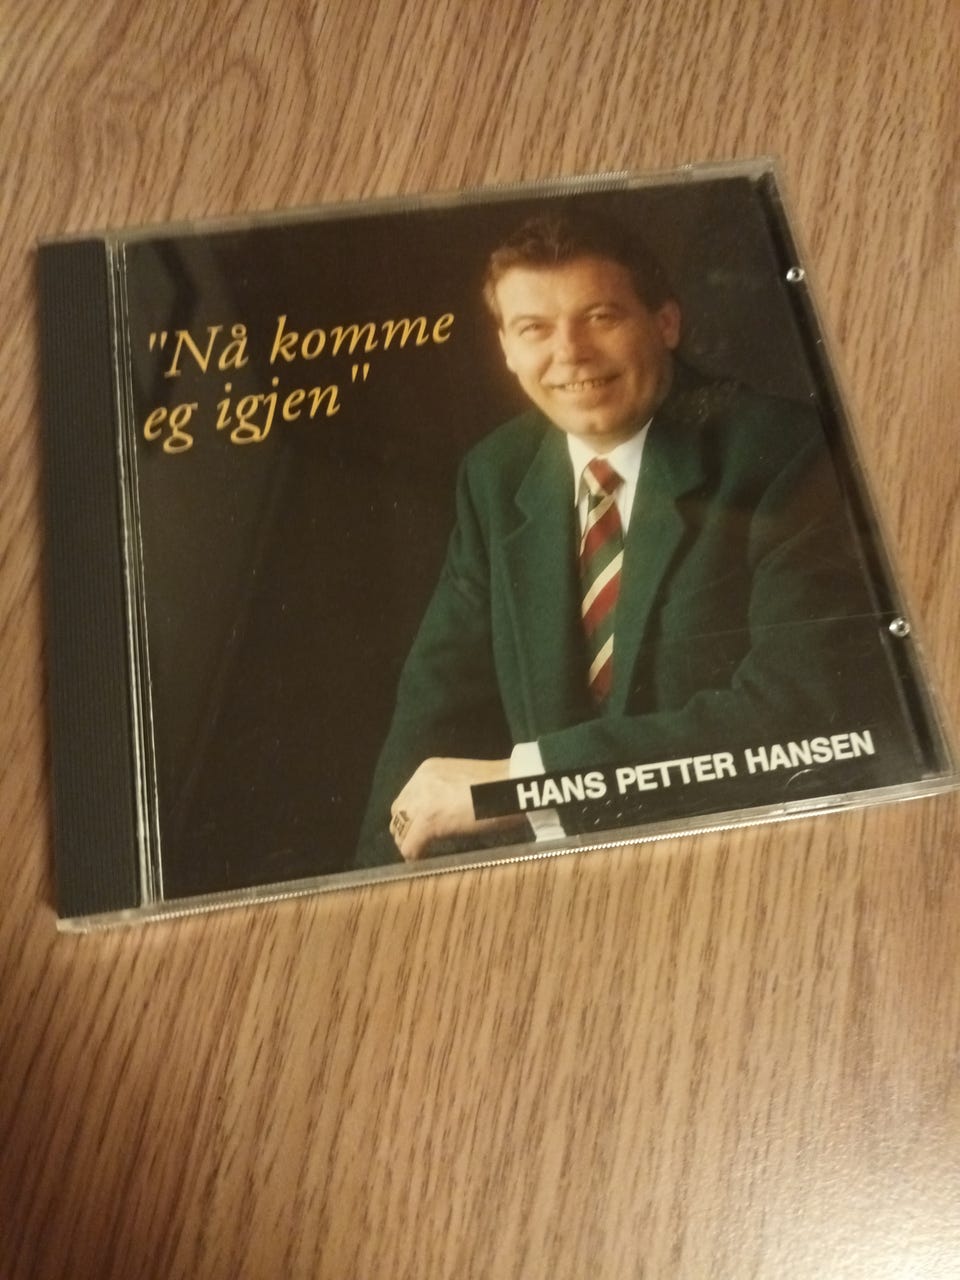 "Nå komme
eg igjen"
HANS PETTER HANSEN